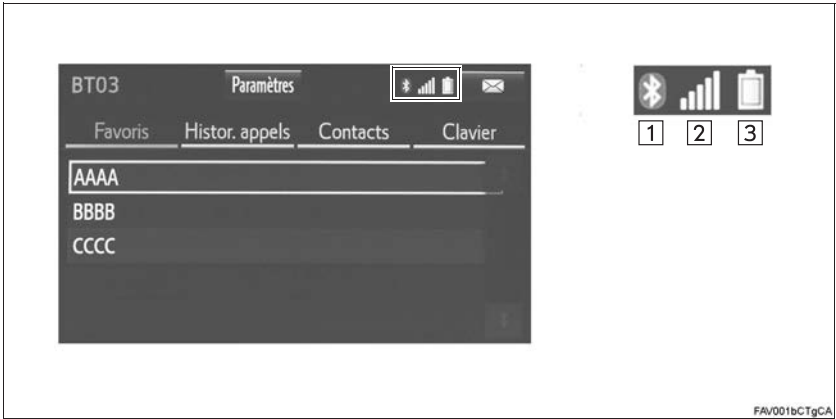 BT03 Paramètres
Favoris Histor. appels Contacts Clavier
AAAA
BBBB
CCCC
1 2 3
FAV001bCTgCA